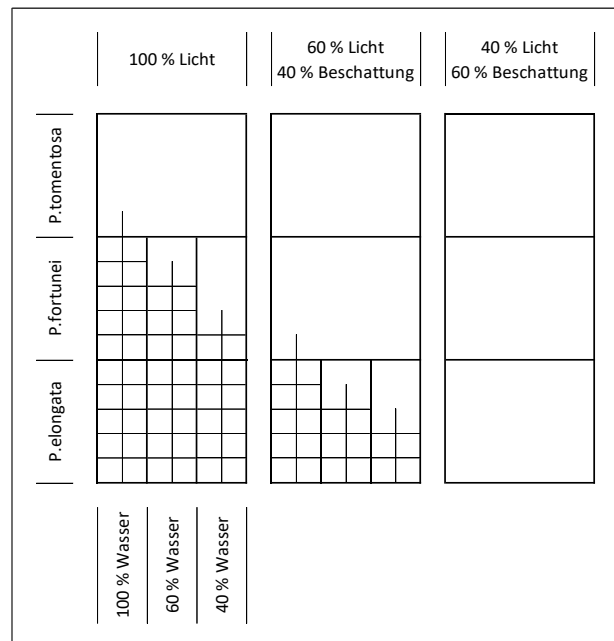 100 % Licht
60 % Licht
40 % Beschattung
40 % Licht
60 % Beschattung
P.tomentosa
P.fortunei
P.elongata
100 % Wasser
60 % Wasser
40 % Wasser